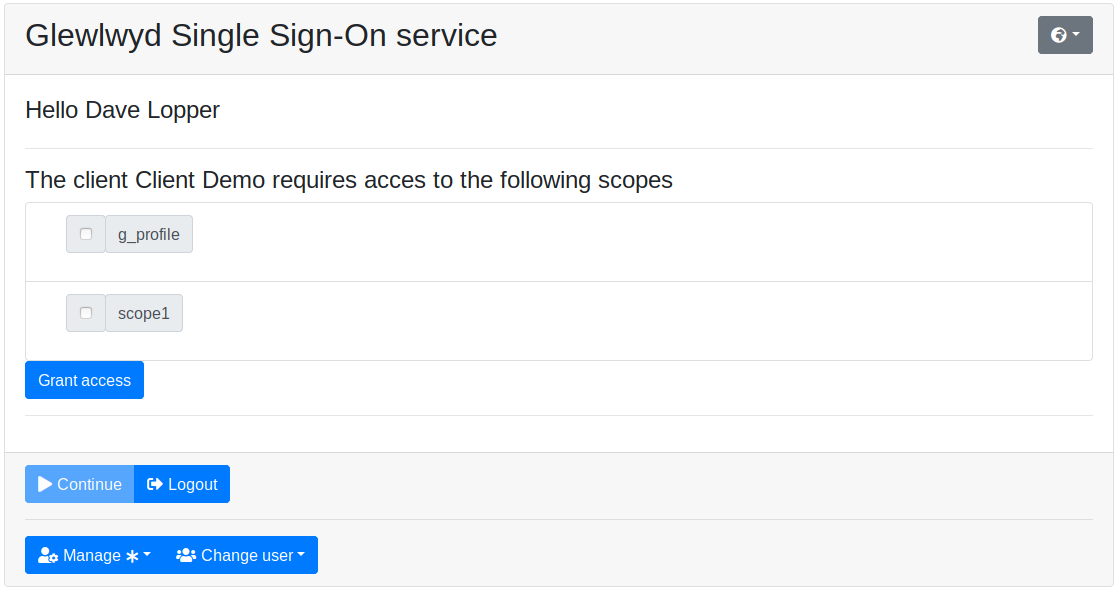 Glewlwyd Single Sign-On service
Hello Dave Lopper
The client Client Demo requires acces to the following scopes
g_profile
scope1
Grant access
Continue Logout
Manage Change user